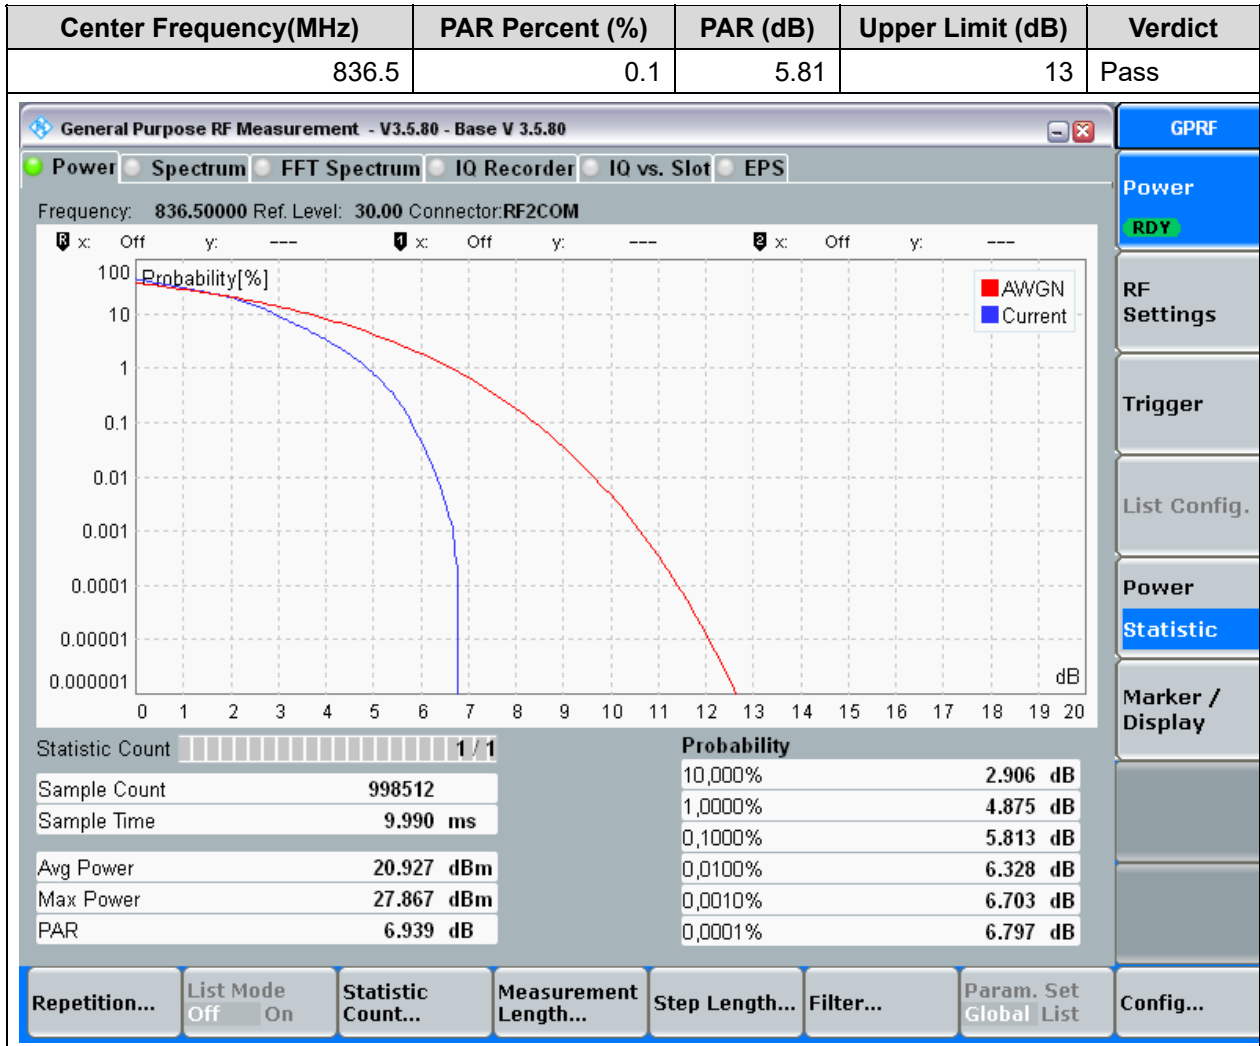 Center Frequency(MHz) PAR Percent (%) PAR (dB) Upper Limit (dB) Verdict
836.5 0.1 5.81 13 Pass
General Purpose RF Measurement - V3.5.80 - Base V 3.5.80
GPRF
Power Spectrum FFT Spectrum IQ Recorder IQ vs. Slot EPS
Power
RDY
Frequency: 836.50000 Ref. Level: 30.00 Connector:RF2COM
R x: Off y: --- 1 x: Off y: --- 2 x: Off y: ---
Probability[%]
AWGN
Current
100
10
1
0.1
0.01
0.001
0.0001
0.00001
0.000001
dB
0 1 2 3 4 5 6 7 8 9 10 11 12 13 14 15 16 17 18 19 20
RF
Settings
Trigger
List Config.
Power
Statistic
Marker /
Display
Statistic Count 1 / 1
Sample Count 998512
Sample Time 9.990 ms
Avg Power 20.927 dBm
Max Power 27.867 dBm
PAR 6.939 dB
Probability
10,000% 2.906 dB
1,0000% 4.875 dB
0,1000% 5.813 dB
0,0100% 6.328 dB
0,0010% 6.703 dB
0,0001% 6.797 dB
Repetition...
List Mode
Off On
Statistic
Count...
Measurement
Length...
Step Length...
Filter...
Param. Set
Global List
Config...